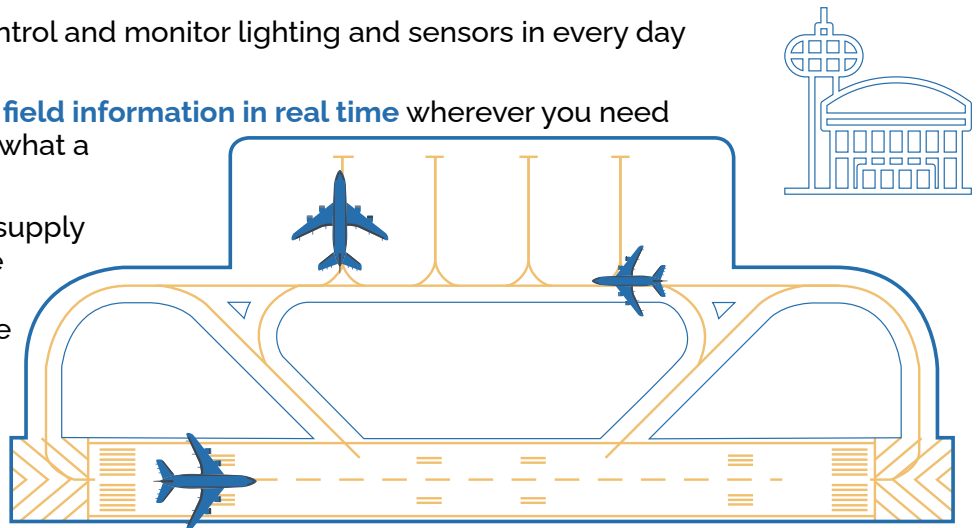 ntrol and monitor lighting and sensors in every day
field information in real time wherever you need
what a
supply
e
e